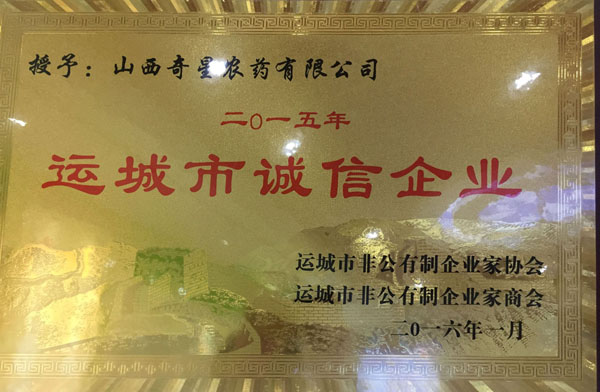 授予：山西奇星农药有限公司
二〇一五年
运城市诚信企业
运城市非公有制企业家协会
运城市非公有制企业家商会
二〇一六年一月